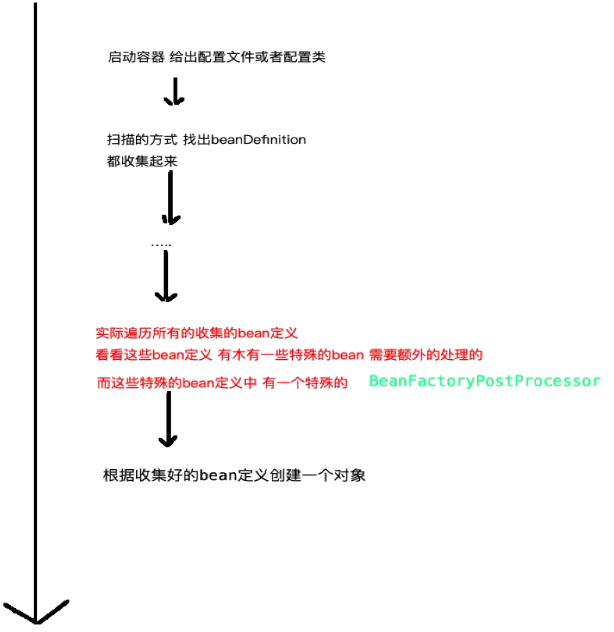 启动容器 给出配置文件或者配置类
扫描的方式 找出beanDefinition
都收集起来
.....
实际遍历所有的收集的bean定义
看看这些bean定义 有木有一些特殊的bean 需要额外的处理的
而这些特殊的bean定义中 有一个特殊的 BeanFactoryPostProcessor
根据收集好的bean定义创建一个对象